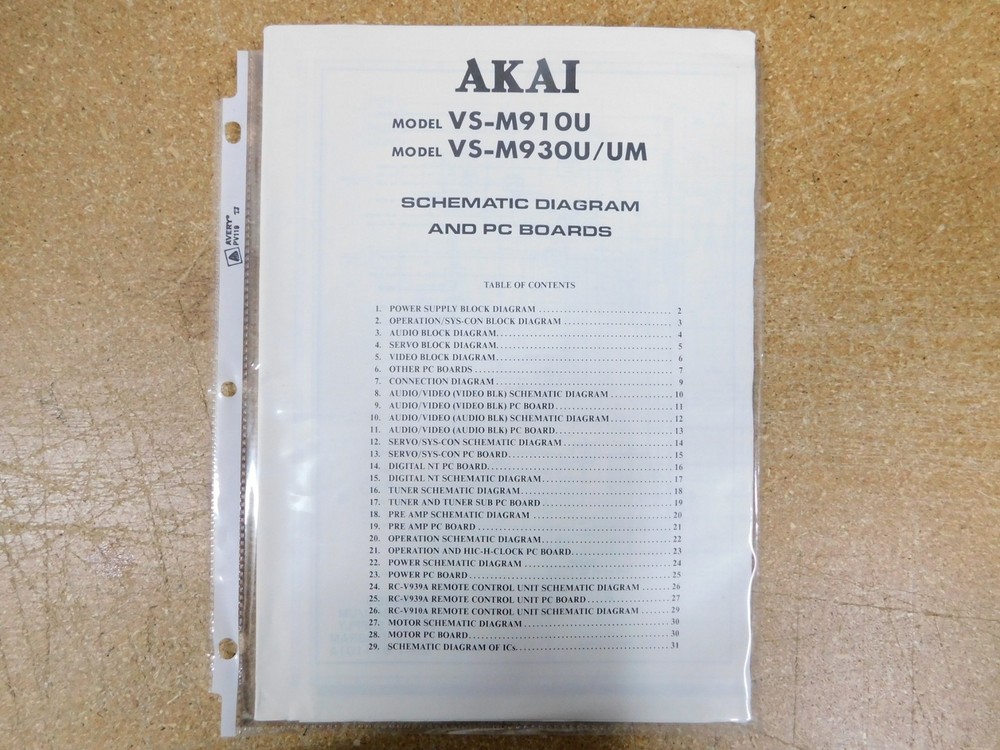 AKAI
MODEL VS-M910U
MODEL VS-M930U/UM
SCHEMATIC DIAGRAM
AND PC BOARDS
TABLE OF CONTENTS
1. POWER SUPPLY BLOCK DIAGRAM 2
2. OPERATION/SYS-CON BLOCK DIAGRAM 3
3. AUDIO BLOCK DIAGRAM 4
4. SERVO BLOCK DIAGRAM 5
5. VIDEO BLOCK DIAGRAM 6
6. OTHER PC BOARDS 7
7. CONNECTION DIAGRAM 9
8. AUDIO/VIDEO (VIDEO BLK) SCHEMATIC DIAGRAM 10
9. AUDIO/VIDEO (VIDEO BLK) PC BOARD 11
10. AUDIO/VIDEO (AUDIO BLK) SCHEMATIC DIAGRAM 12
11. AUDIO/VIDEO (AUDIO BLK) PC BOARD 13
12. SERVO/SYS-CON SCHEMATIC DIAGRAM 14
13. SERVO/SYS-CON PC BOARD 15
14. DIGITAL NT PC BOARD 16
15. DIGITAL NT SCHEMATIC DIAGRAM 17
16. TUNER SCHEMATIC DIAGRAM 18
17. TUNER AND TUNER SUB PC BOARD 19
18. PRE AMP SCHEMATIC DIAGRAM 20
19. PRE AMP PC BOARD 21
20. OPERATION SCHEMATIC DIAGRAM 22
21. OPERATION AND HIC-H-CLOCK PC BOARD 23
22. POWER SCHEMATIC DIAGRAM 24
23. POWER PC BOARD 25
24. RC-V939A REMOTE CONTROL UNIT SCHEMATIC DIAGRAM 26
25. RC-V939A REMOTE CONTROL UNIT PC BOARD 27
26. RC-V910A REMOTE CONTROL UNIT SCHEMATIC DIAGRAM 29
27. MOTOR SCHEMATIC DIAGRAM 30
28. MOTOR PC BOARD 30
29. SCHEMATIC DIAGRAM OF ICs 31
AVERY®
PV119